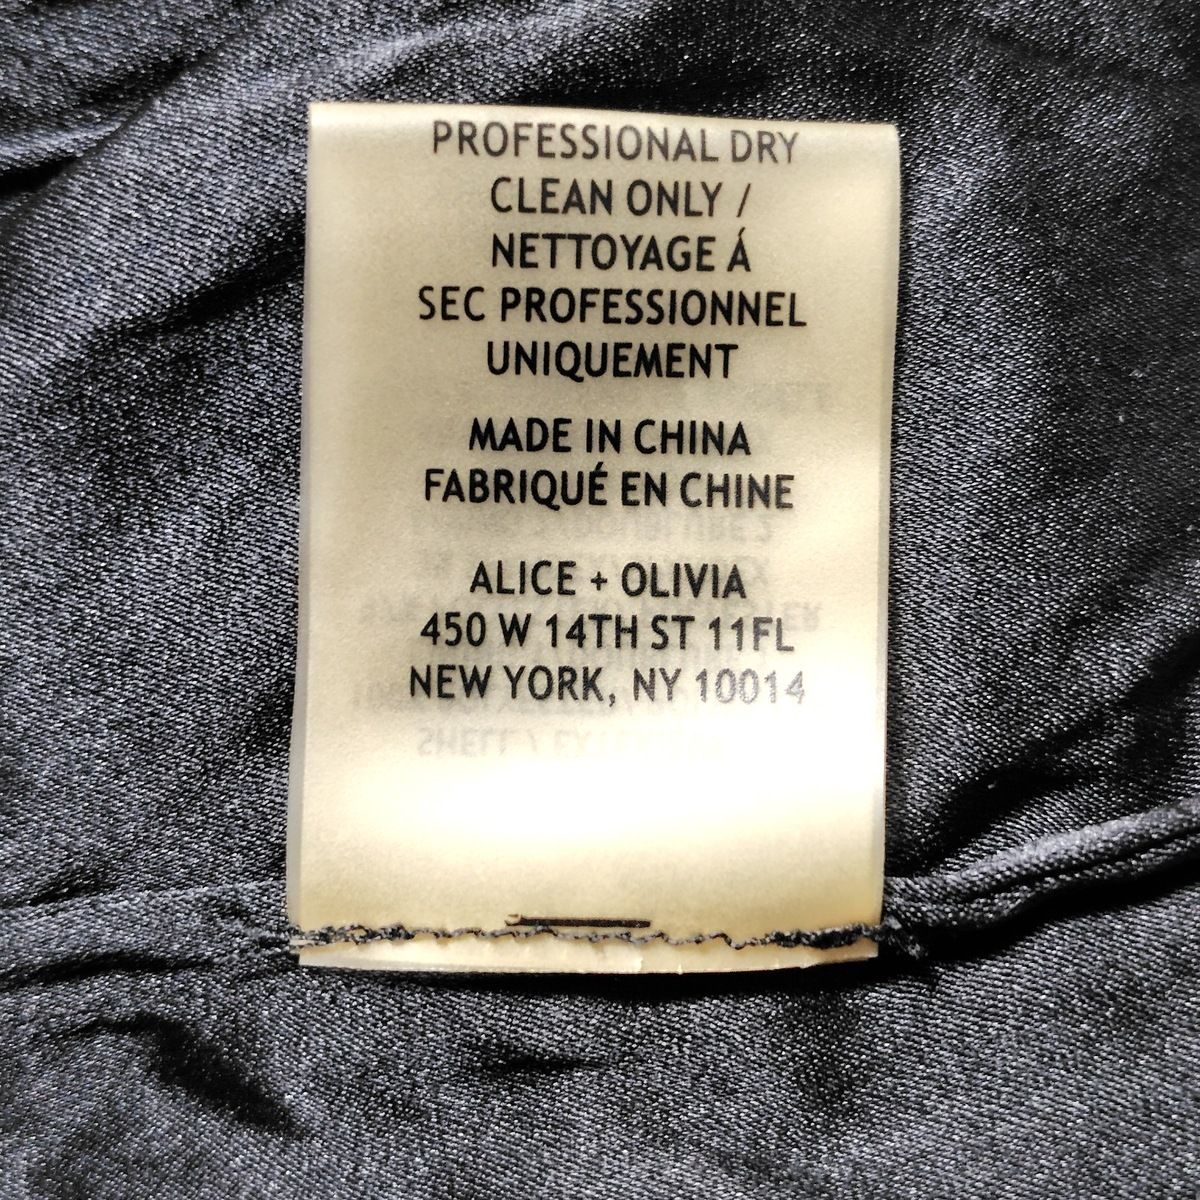 PROFESSIONAL DRY
CLEAN ONLY /
NETTOYAGE Á
SEC PROFESSIONNEL
UNIQUEMENT
MADE IN CHINA
FABRIQUÉ EN CHINE
ALICE + OLIVIA
450 W 14TH ST 11FL
NEW YORK, NY 10014
SHELL /